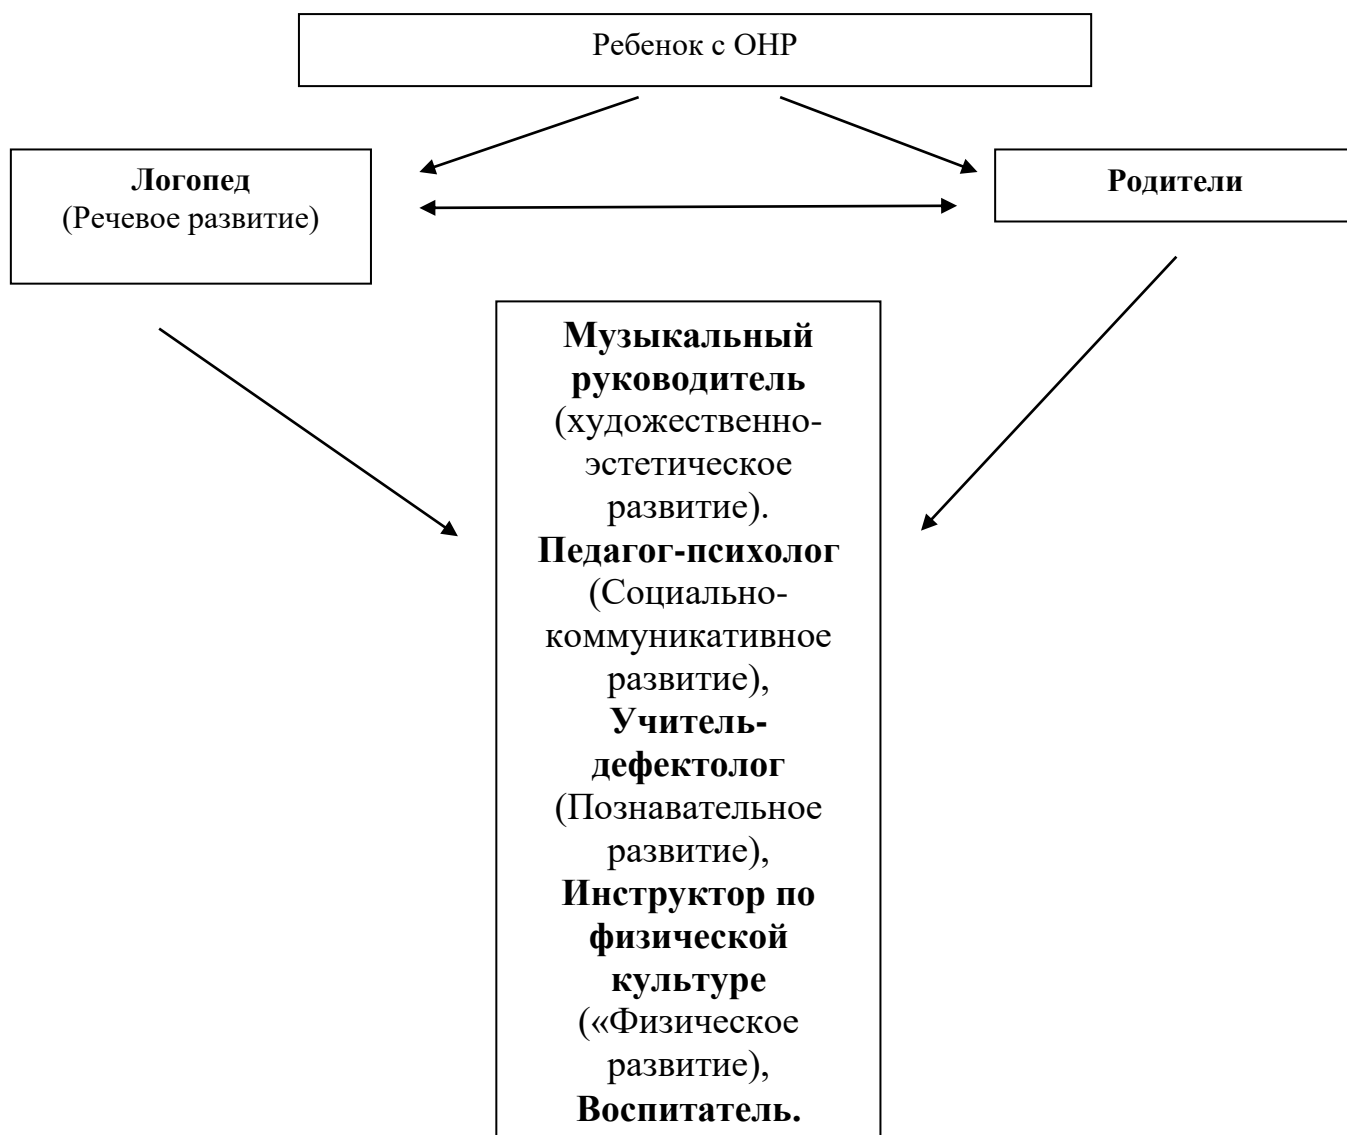 Ребенок с ОНР
Логопед
(Речевое развитие)
Родители
Музыкальный
руководитель
(художественно-
эстетическое
развитие).
Педагог-психолог
(Социально-
коммуникативное
развитие),
Учитель-
дефектолог
(Познавательное
развитие),
Инструктор по
физической
культуре
(«Физическое
развитие),
Воспитатель.